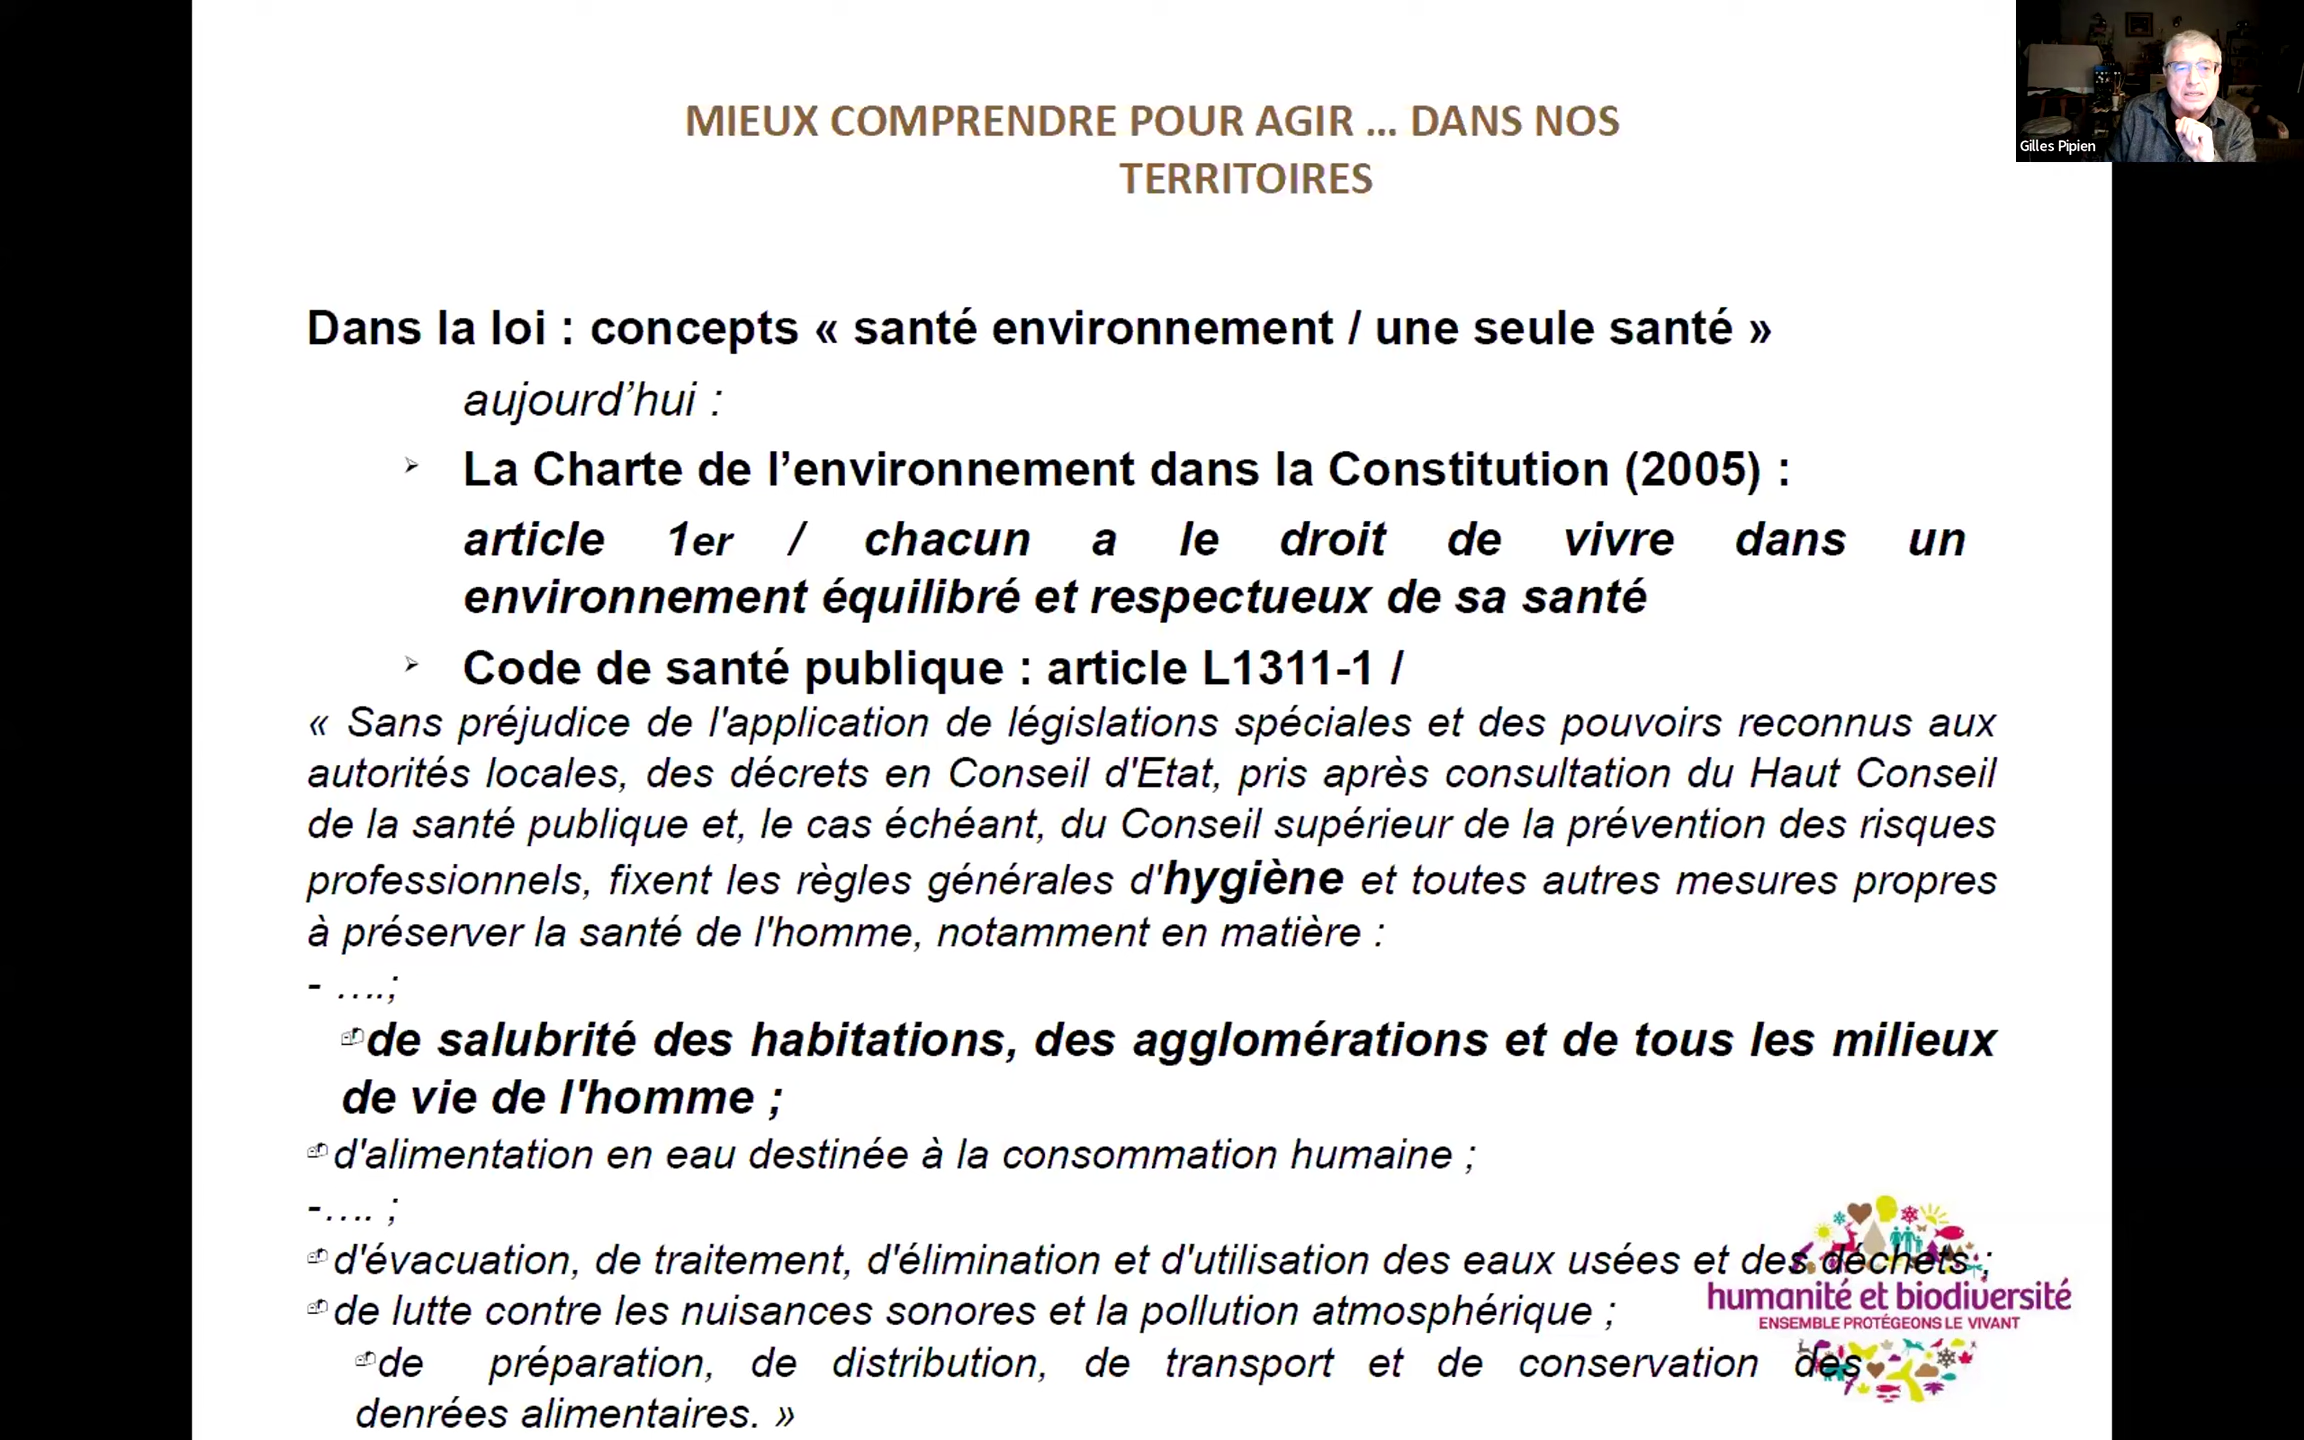 MIEUX COMPRENDRE POUR AGIR ... DANS NOS
TERRITOIRES
Gilles Pipien
Dans la loi : concepts « santé environnement / une seule santé »
aujourd’hui :
La Charte de l’environnement dans la Constitution (2005) :
article 1er / chacun a le droit de vivre dans un
environnement équilibré et respectueux de sa santé
Code de santé publique : article L1311-1 /
« Sans préjudice de l'application de législations spéciales et des pouvoirs reconnus aux
autorités locales, des décrets en Conseil d'Etat, pris après consultation du Haut Conseil
de la santé publique et, le cas échéant, du Conseil supérieur de la prévention des risques
professionnels, fixent les règles générales d'hygiène et toutes autres mesures propres
à préserver la santé de l'homme, notamment en matière :
- ….;
de salubrité des habitations, des agglomérations et de tous les milieux
de vie de l'homme ;
d'alimentation en eau destinée à la consommation humaine ;
-…. ;
d'évacuation, de traitement, d'élimination et d'utilisation des eaux usées et des déchets ;
de lutte contre les nuisances sonores et la pollution atmosphérique ;
de préparation, de distribution, de transport et de conservation des
denrées alimentaires. »
humanité et biodiversité
ENSEMBLE PROTÉGEONS LE VIVANT